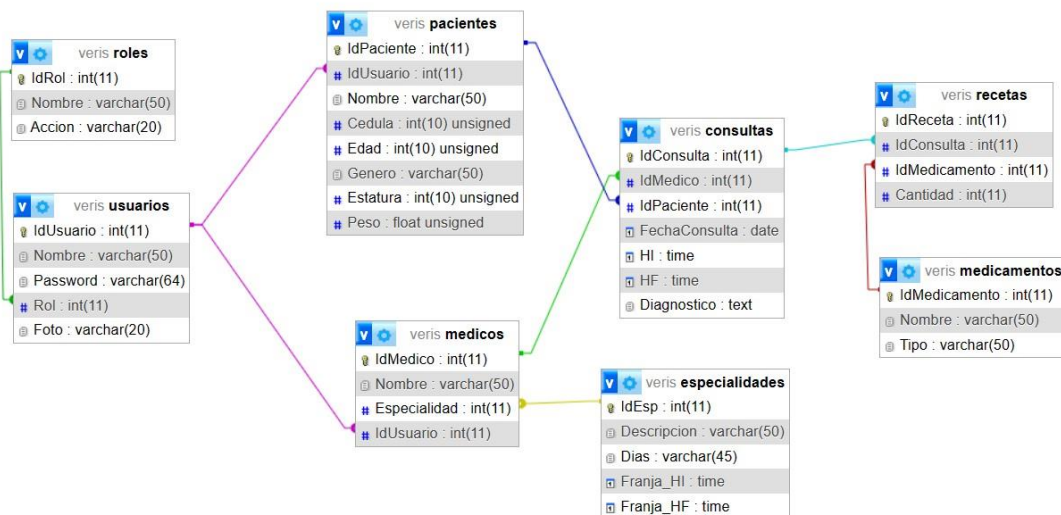 veris roles
IdRol : int(11)
Nombre : varchar(50)
Accion : varchar(20)
veris usuarios
IdUsuario : int(11)
Nombre : varchar(50)
Password : varchar(64)
Rol : int(11)
Foto : varchar(20)
veris pacientes
IdPaciente : int(11)
IdUsuario : int(11)
Nombre : varchar(50)
Cedula : int(10) unsigned
Edad : int(10) unsigned
Genero : varchar(50)
Estatura : int(10) unsigned
Peso : float unsigned
veris medicos
IdMedico : int(11)
Nombre : varchar(50)
Especialidad : int(11)
IdUsuario : int(11)
veris consultas
IdConsulta : int(11)
IdMedico : int(11)
IdPaciente : int(11)
FechaConsulta : date
HI : time
HF : time
Diagnostico : text
veris especialidades
IdEsp : int(11)
Descripcion : varchar(50)
Dias : varchar(45)
Franja_HI : time
Franja_HF : time
veris recetas
IdReceta : int(11)
IdConsulta : int(11)
IdMedicamento : int(11)
Cantidad : int(11)
veris medicamentos
IdMedicamento : int(11)
Nombre : varchar(50)
Tipo : varchar(50)